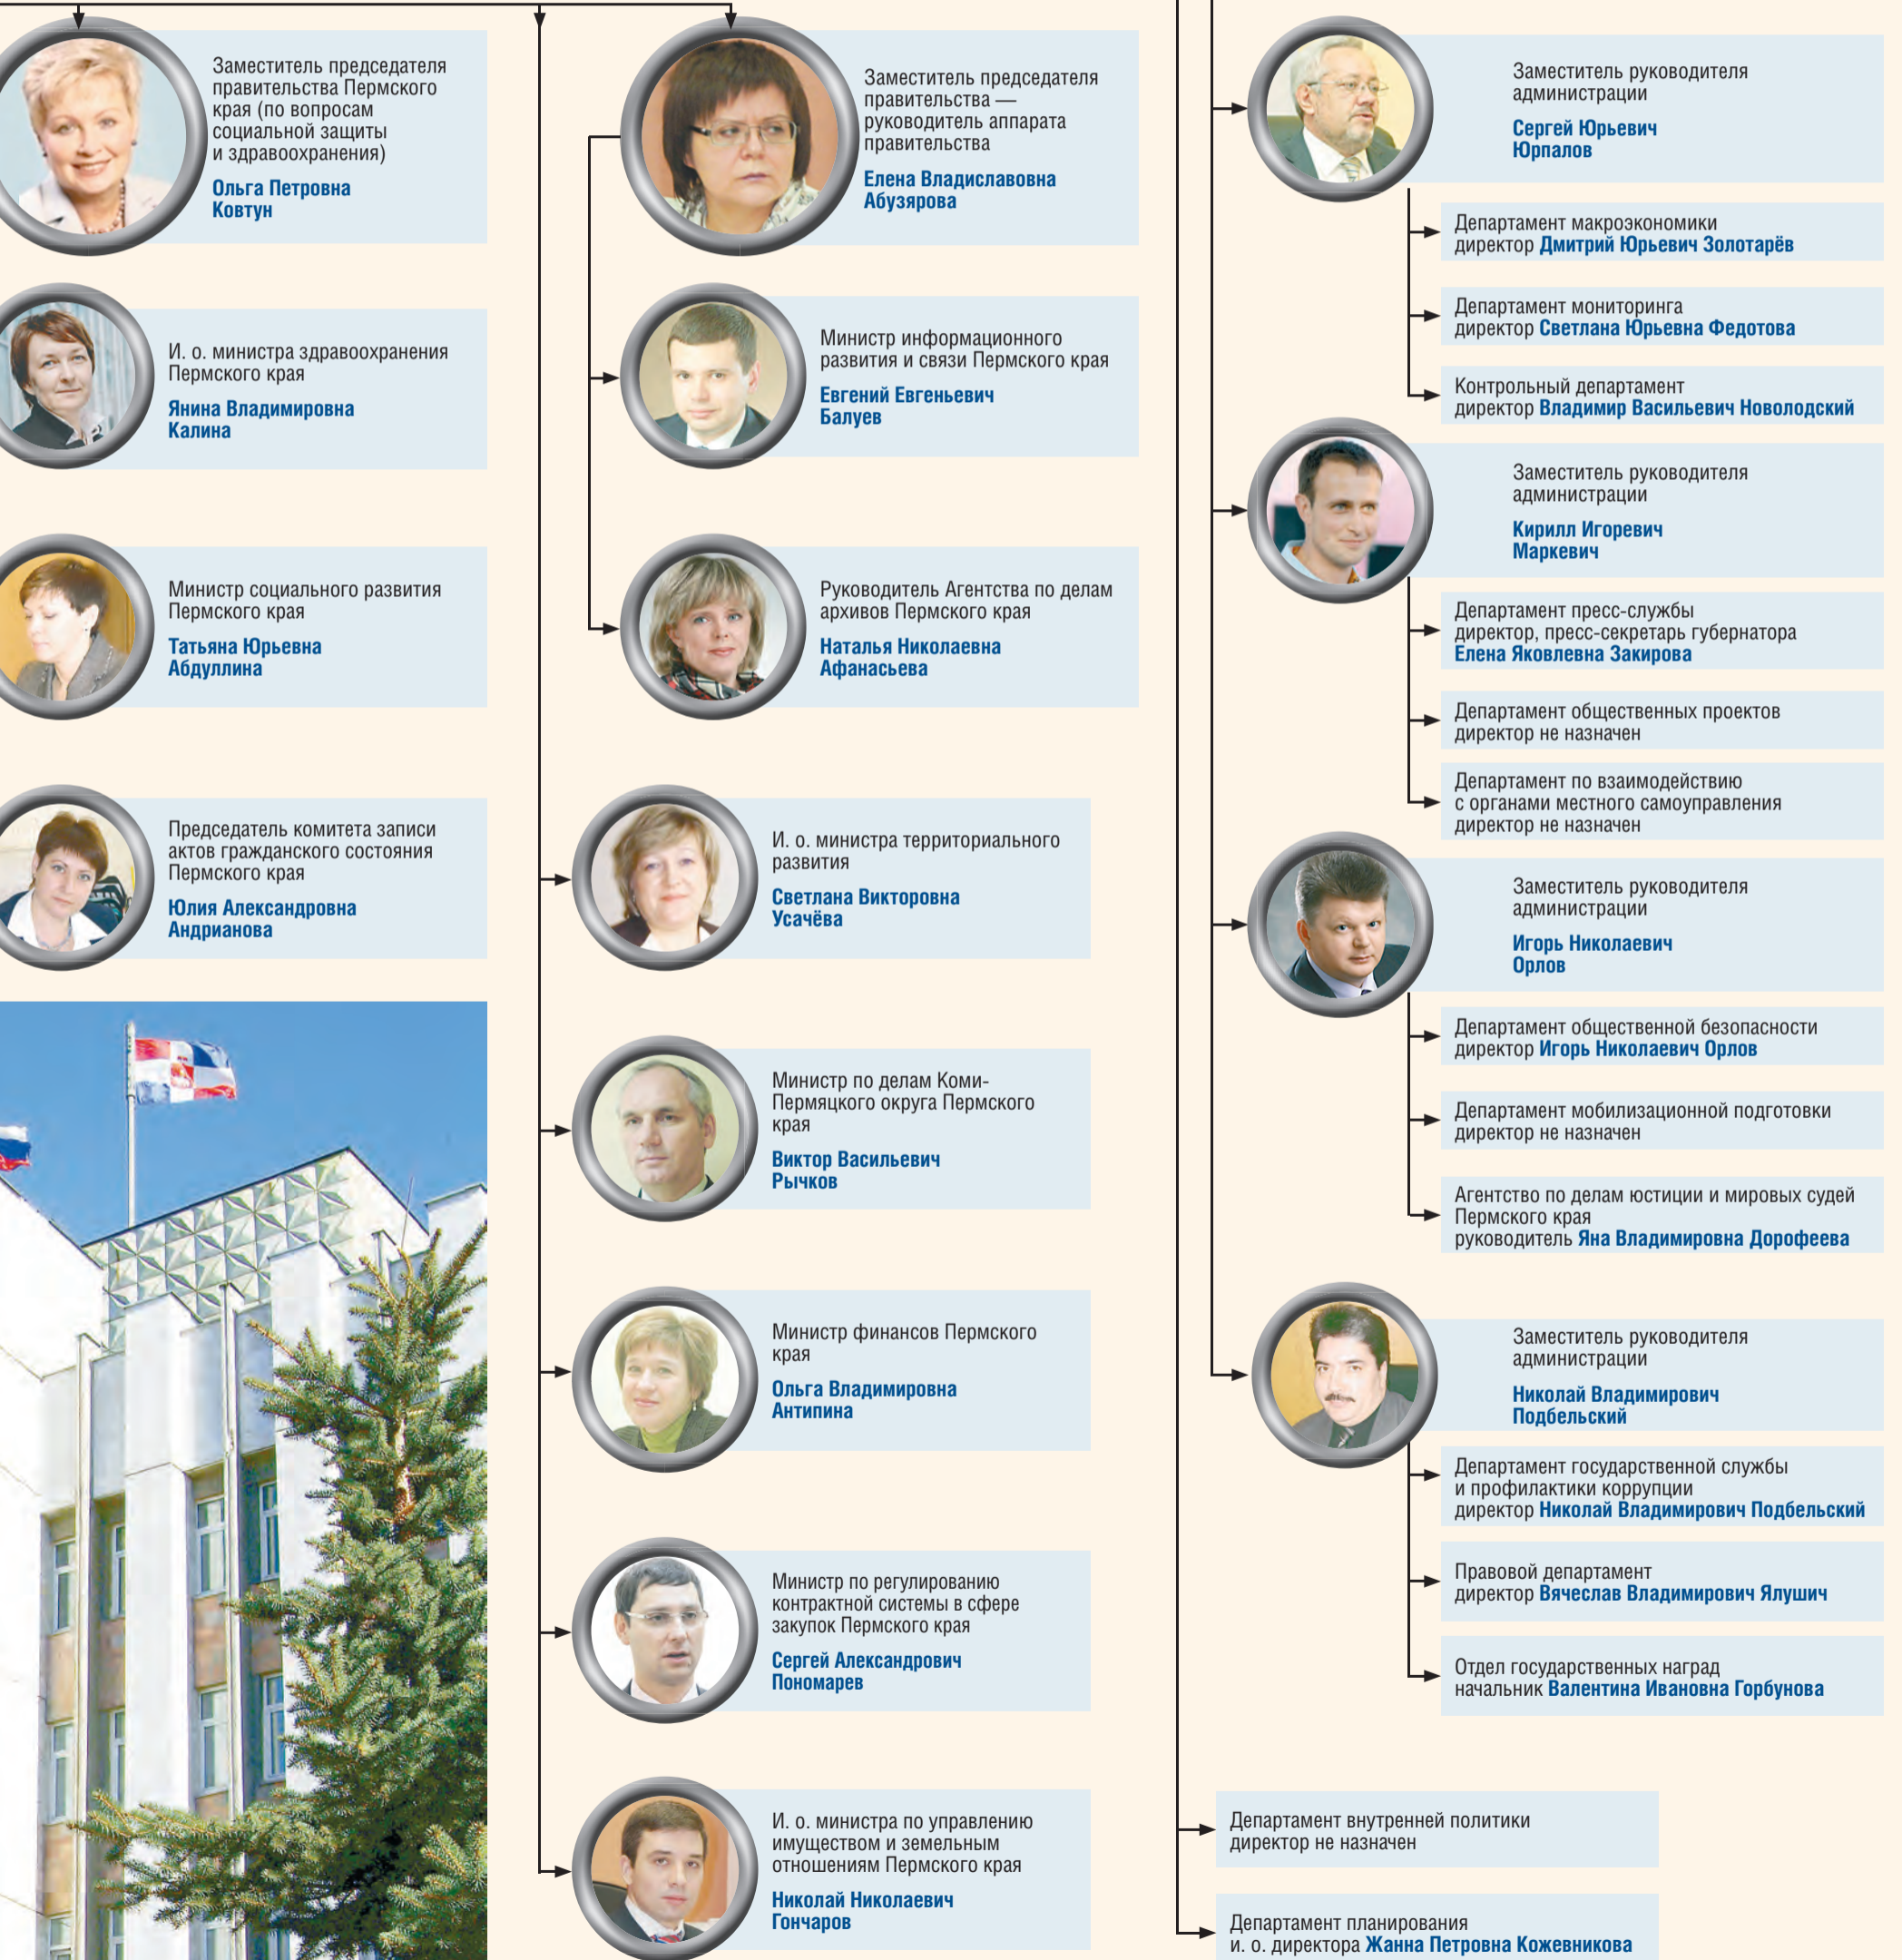 Заместитель председателя
правительства Пермского
края (по вопросам
социальной защиты
и здравоохранения)
Ольга Петровна
Ковтун
И. о. министра здравоохранения
Пермского края
Янина Владимировна
Калина
Министр социального развития
Пермского края
Татьяна Юрьевна
Абдуллина
Председатель комитета записи
актов гражданского состояния
Пермского края
Юлия Александровна
Андрианова
Заместитель председателя
правительства —
руководитель аппарата
правительства
Елена Владиславовна
Абузярова
Министр информационного
развития и связи Пермского края
Евгений Евгеньевич
Балуев
Руководитель Агентства по делам
архивов Пермского края
Наталья Николаевна
Афанасьева
И. о. министра территориального
развития
Светлана Викторовна
Усачёва
Министр по делам Коми-
Пермяцкого округа Пермского
края
Виктор Васильевич
Рычков
Министр финансов Пермского
края
Ольга Владимировна
Антипина
Министр по регулированию
контрактной системы в сфере
закупок Пермского края
Сергей Александрович
Пономарев
И. о. министра по управлению
имуществом и земельным
отношениям Пермского края
Николай Николаевич
Гончаров
Заместитель руководителя
администрации
Сергей Юрьевич
Юрпалов
Департамент макроэкономики
директор Дмитрий Юрьевич Золотарёв
Департамент мониторинга
директор Светлана Юрьевна Федотова
Контрольный департамент
директор Владимир Васильевич Новолодский
Заместитель руководителя
администрации
Кирилл Игоревич
Маркевич
Департамент пресс-службы
директор, пресс-секретарь губернатора
Елена Яковлевна Закирова
Департамент общественных проектов
директор не назначен
Департамент по взаимодействию
с органами местного самоуправления
директор не назначен
Заместитель руководителя
администрации
Игорь Николаевич
Орлов
Департамент общественной безопасности
директор Игорь Николаевич Орлов
Департамент мобилизационной подготовки
директор не назначен
Агентство по делам юстиции и мировых судей
Пермского края
руководитель Яна Владимировна Дорофеева
Заместитель руководителя
администрации
Николай Владимирович
Подбельский
Департамент государственной службы
и профилактики коррупции
директор Николай Владимирович Подбельский
Правовой департамент
директор Вячеслав Владимирович Ялушич
Отдел государственных наград
начальник Валентина Ивановна Горбунова
Департамент внутренней политики
директор не назначен
Департамент планирования
и. о. директора Жанна Петровна Кожевникова